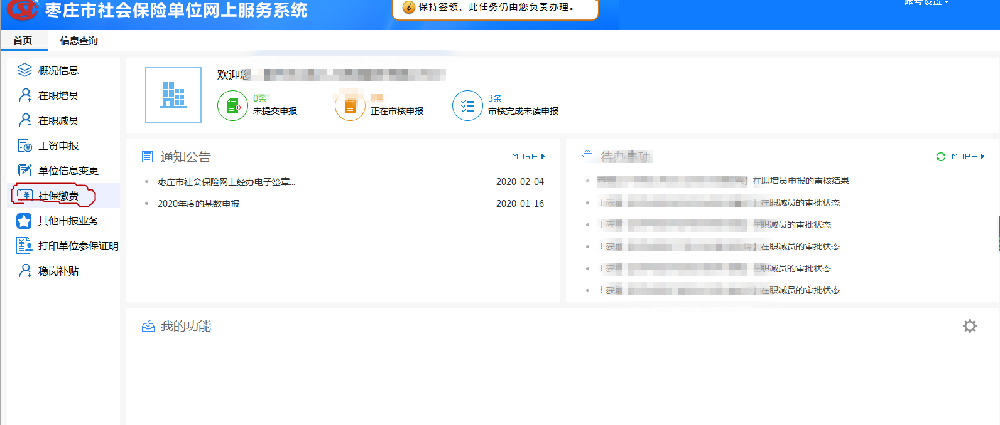 枣庄市社会保险单位网上服务系统
保持签领，此任务仍由您负责办理。
账号设置
首页
信息查询
概况信息
在职增员
在职减员
工资申报
单位信息变更
社保缴费
其他申报业务
打印单位参保证明
稳岗补贴
欢迎您
0条
未提交申报
条
正在审核申报
3条
审核完成未读申报
通知公告
MORE
枣庄市社会保险网上经办电子签章...
2020-02-04
2020年度的基数申报
2020-01-16
待办事项
MORE
】在职增员申报的审核结果
！获取 】在职减员的审批状态
！获 在职减员的审批状态
！获取 】在职减员的审批状态
！获 在职减员的审批状态
！获取 】在职减员的审批状态
我的功能